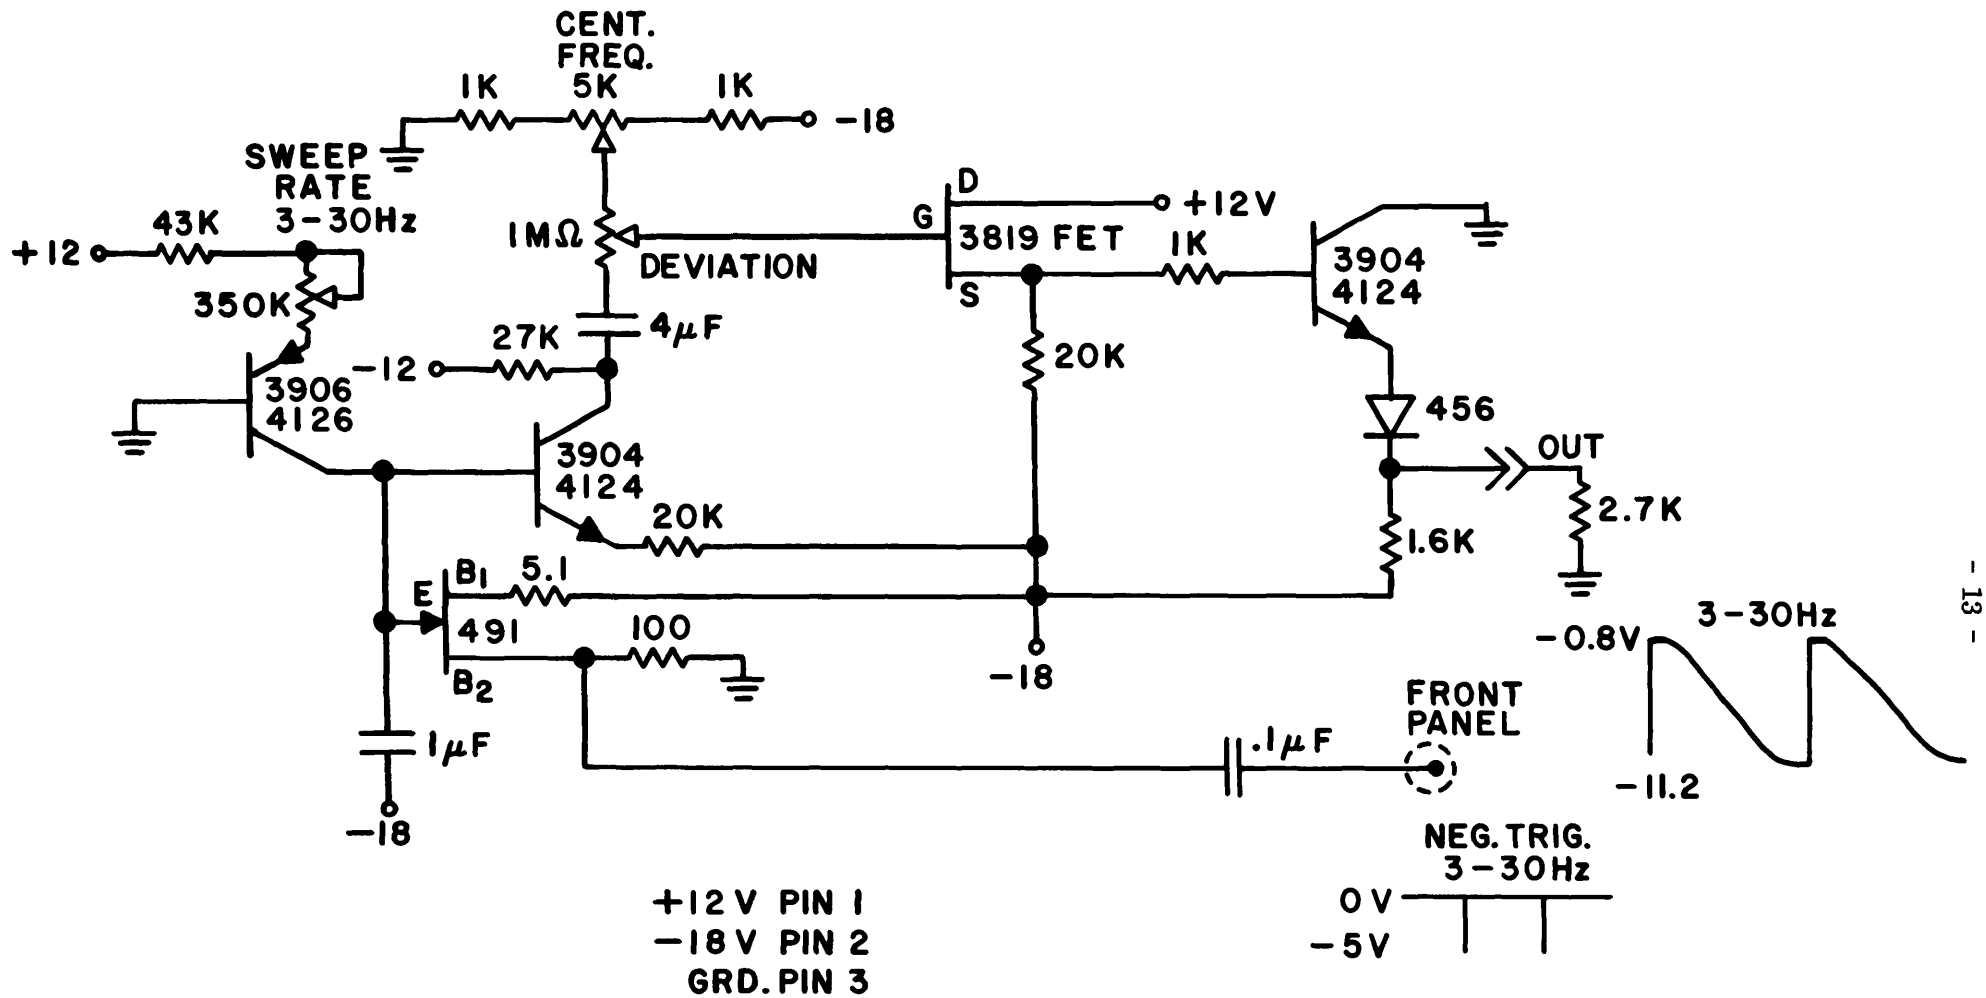 CENT.
FREQ.
1K
5K
1K
-18
SWEEP
RATE
3-30Hz
43K
+12
350K
1MΩ
DEVIATION
G
D
+12V
3819 FET
S
1K
3904
4124
27K
4μF
-12
3906
4126
20K
456
3904
4124
OUT
20K
2.7K
1.6K
B1
5.1
E
491
100
B2
-18
1μF
-18
3-30Hz
-0.8V
-11.2
FRONT
PANEL
.1μF
NEG. TRIG.
3-30Hz
0V
-5V
+12V PIN 1
-18V PIN 2
GRD. PIN 3
- 13 -